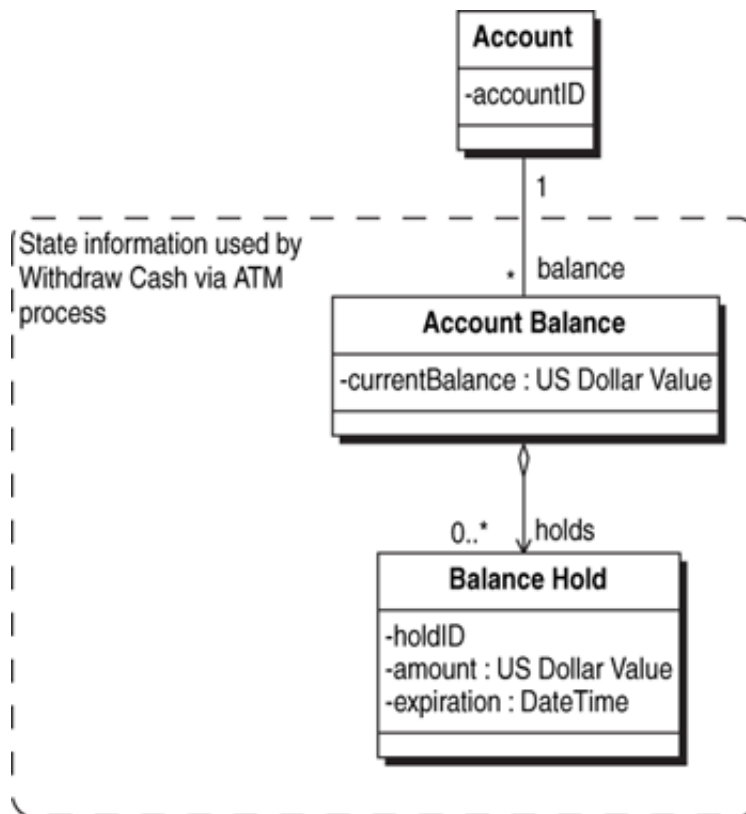 Account
-accountID
1
State information used by
Withdraw Cash via ATM
process
* balance
Account Balance
-currentBalance : US Dollar Value
0..* holds
Balance Hold
-holdID
-amount : US Dollar Value
-expiration : DateTime